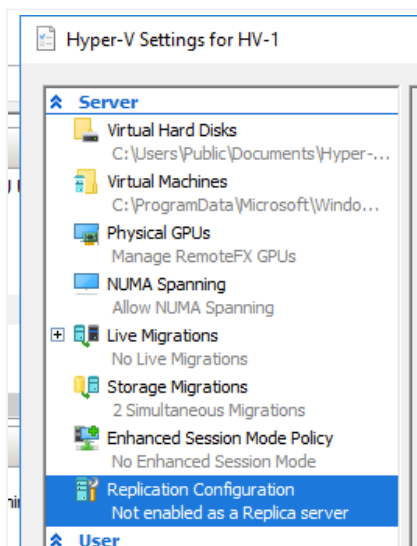 Hyper-V Settings for HV-1
Server
Virtual Hard Disks
C:\Users\Public\Documents\Hyper-...
Virtual Machines
C:\ProgramData\Microsoft\Windo...
Physical GPUs
Manage RemoteFX GPUs
NUMA Spanning
Allow NUMA Spanning
Live Migrations
No Live Migrations
Storage Migrations
2 Simultaneous Migrations
Enhanced Session Mode Policy
No Enhanced Session Mode
Replication Configuration
Not enabled as a Replica server
User